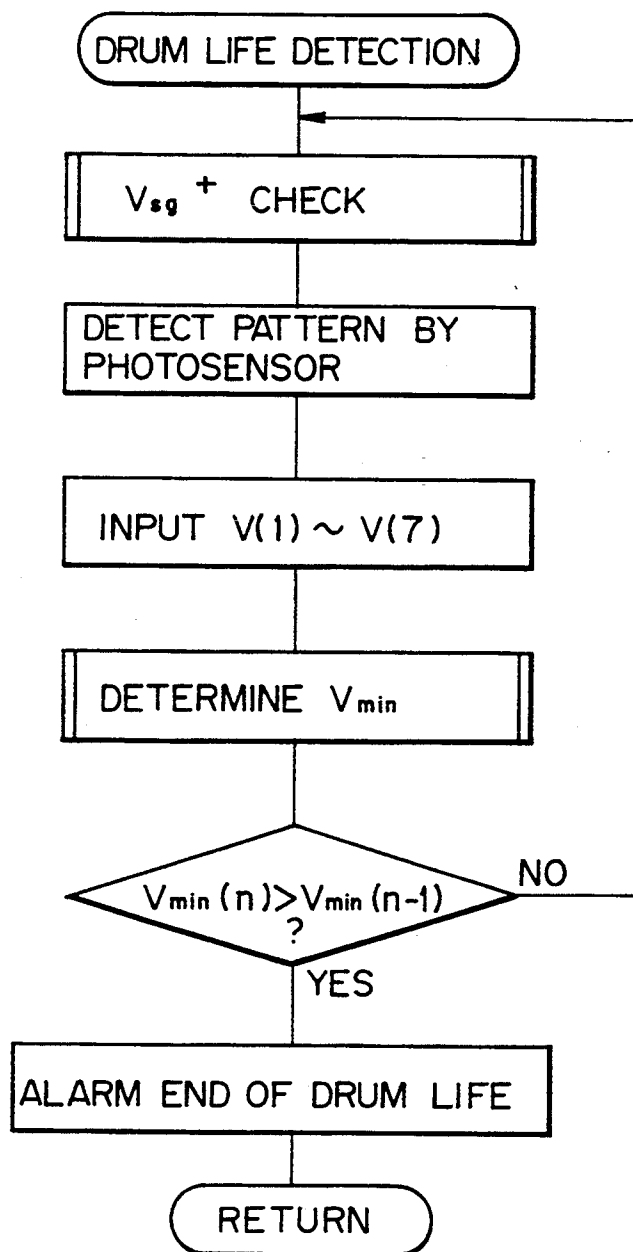 DRUM LIFE DETECTION
Vsg + CHECK
DETECT PATTERN BY
PHOTOSENSOR
INPUT V(1) ~ V(7)
DETERMINE Vmin
Vmin (n) > Vmin (n-1)
?
NO
YES
ALARM END OF DRUM LIFE
RETURN